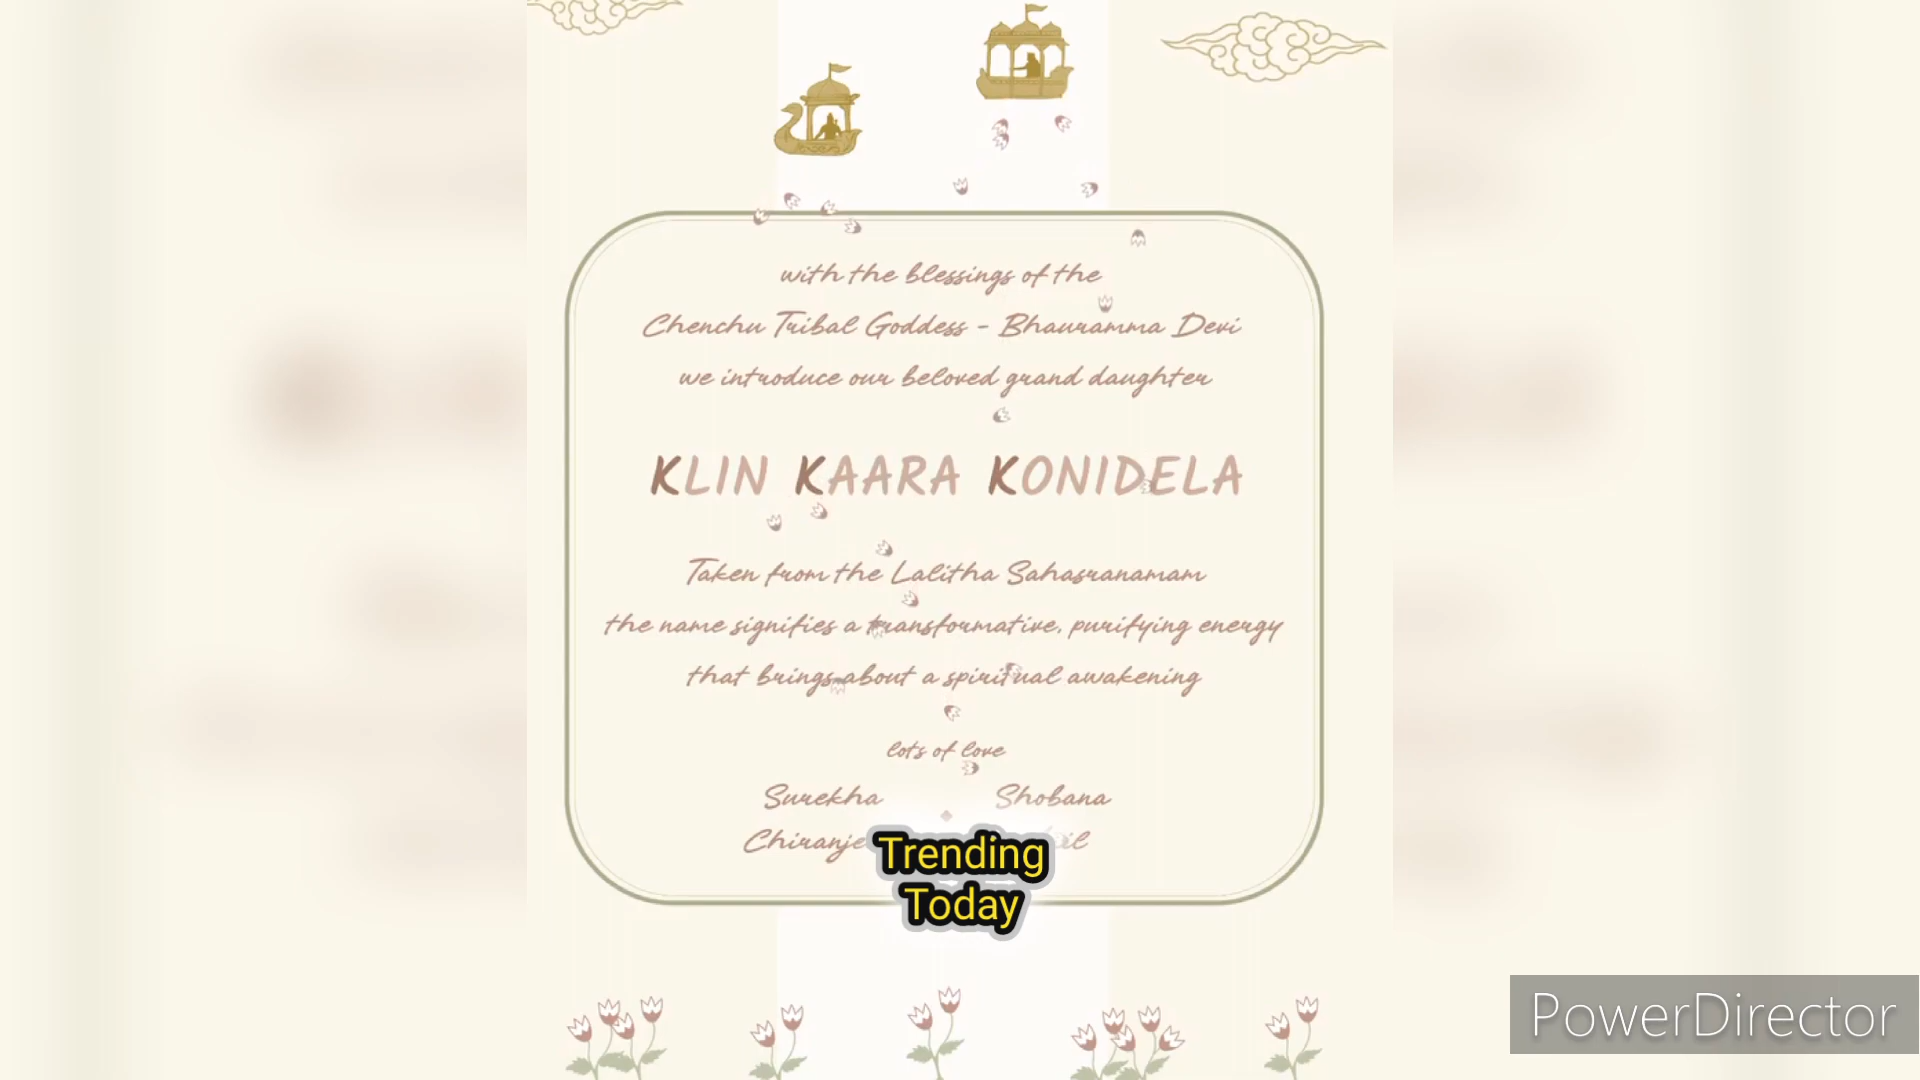 with the blessings of the
Chenchu Tribal Goddess - Bhauramma Devi
we introduce our beloved grand daughter
KLIN KAARA KONIDELA
Taken from the Lalitha Sahasranamam
the name signifies a transformative, purifying energy
that brings about a spiritual awakening
lots of love
Surekha Shobana
Trending
Today
PowerDirector